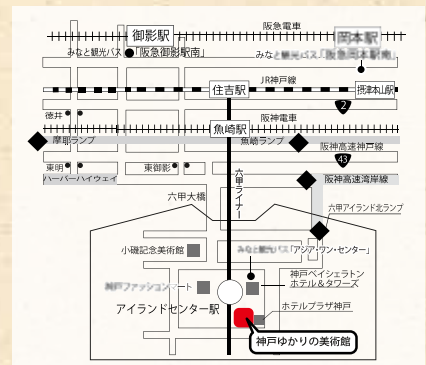 阪急電車
御影駅
岡本駅
みなと観光バス「阪急御影駅南」
みなと観光バス「阪急岡本駅南」
JR神戸線
住吉駅
摂津本山駅
2
徳井
阪神電車
魚崎駅
摩耶ランプ
魚崎ランプ
阪神高速神戸線
43
東明
東御影
ハーバーハイウェイ
阪神高速湾岸線
六甲ライナー
六甲大橋
六甲アイランド北ランプ
小磯記念美術館
みなと観光バス「アジア・ワン・センター」
神戸ベイシェラトン
ホテル&タワーズ
神戸ファッションマート
アイランドセンター駅
ホテルプラザ神戸
神戸ゆかりの美術館